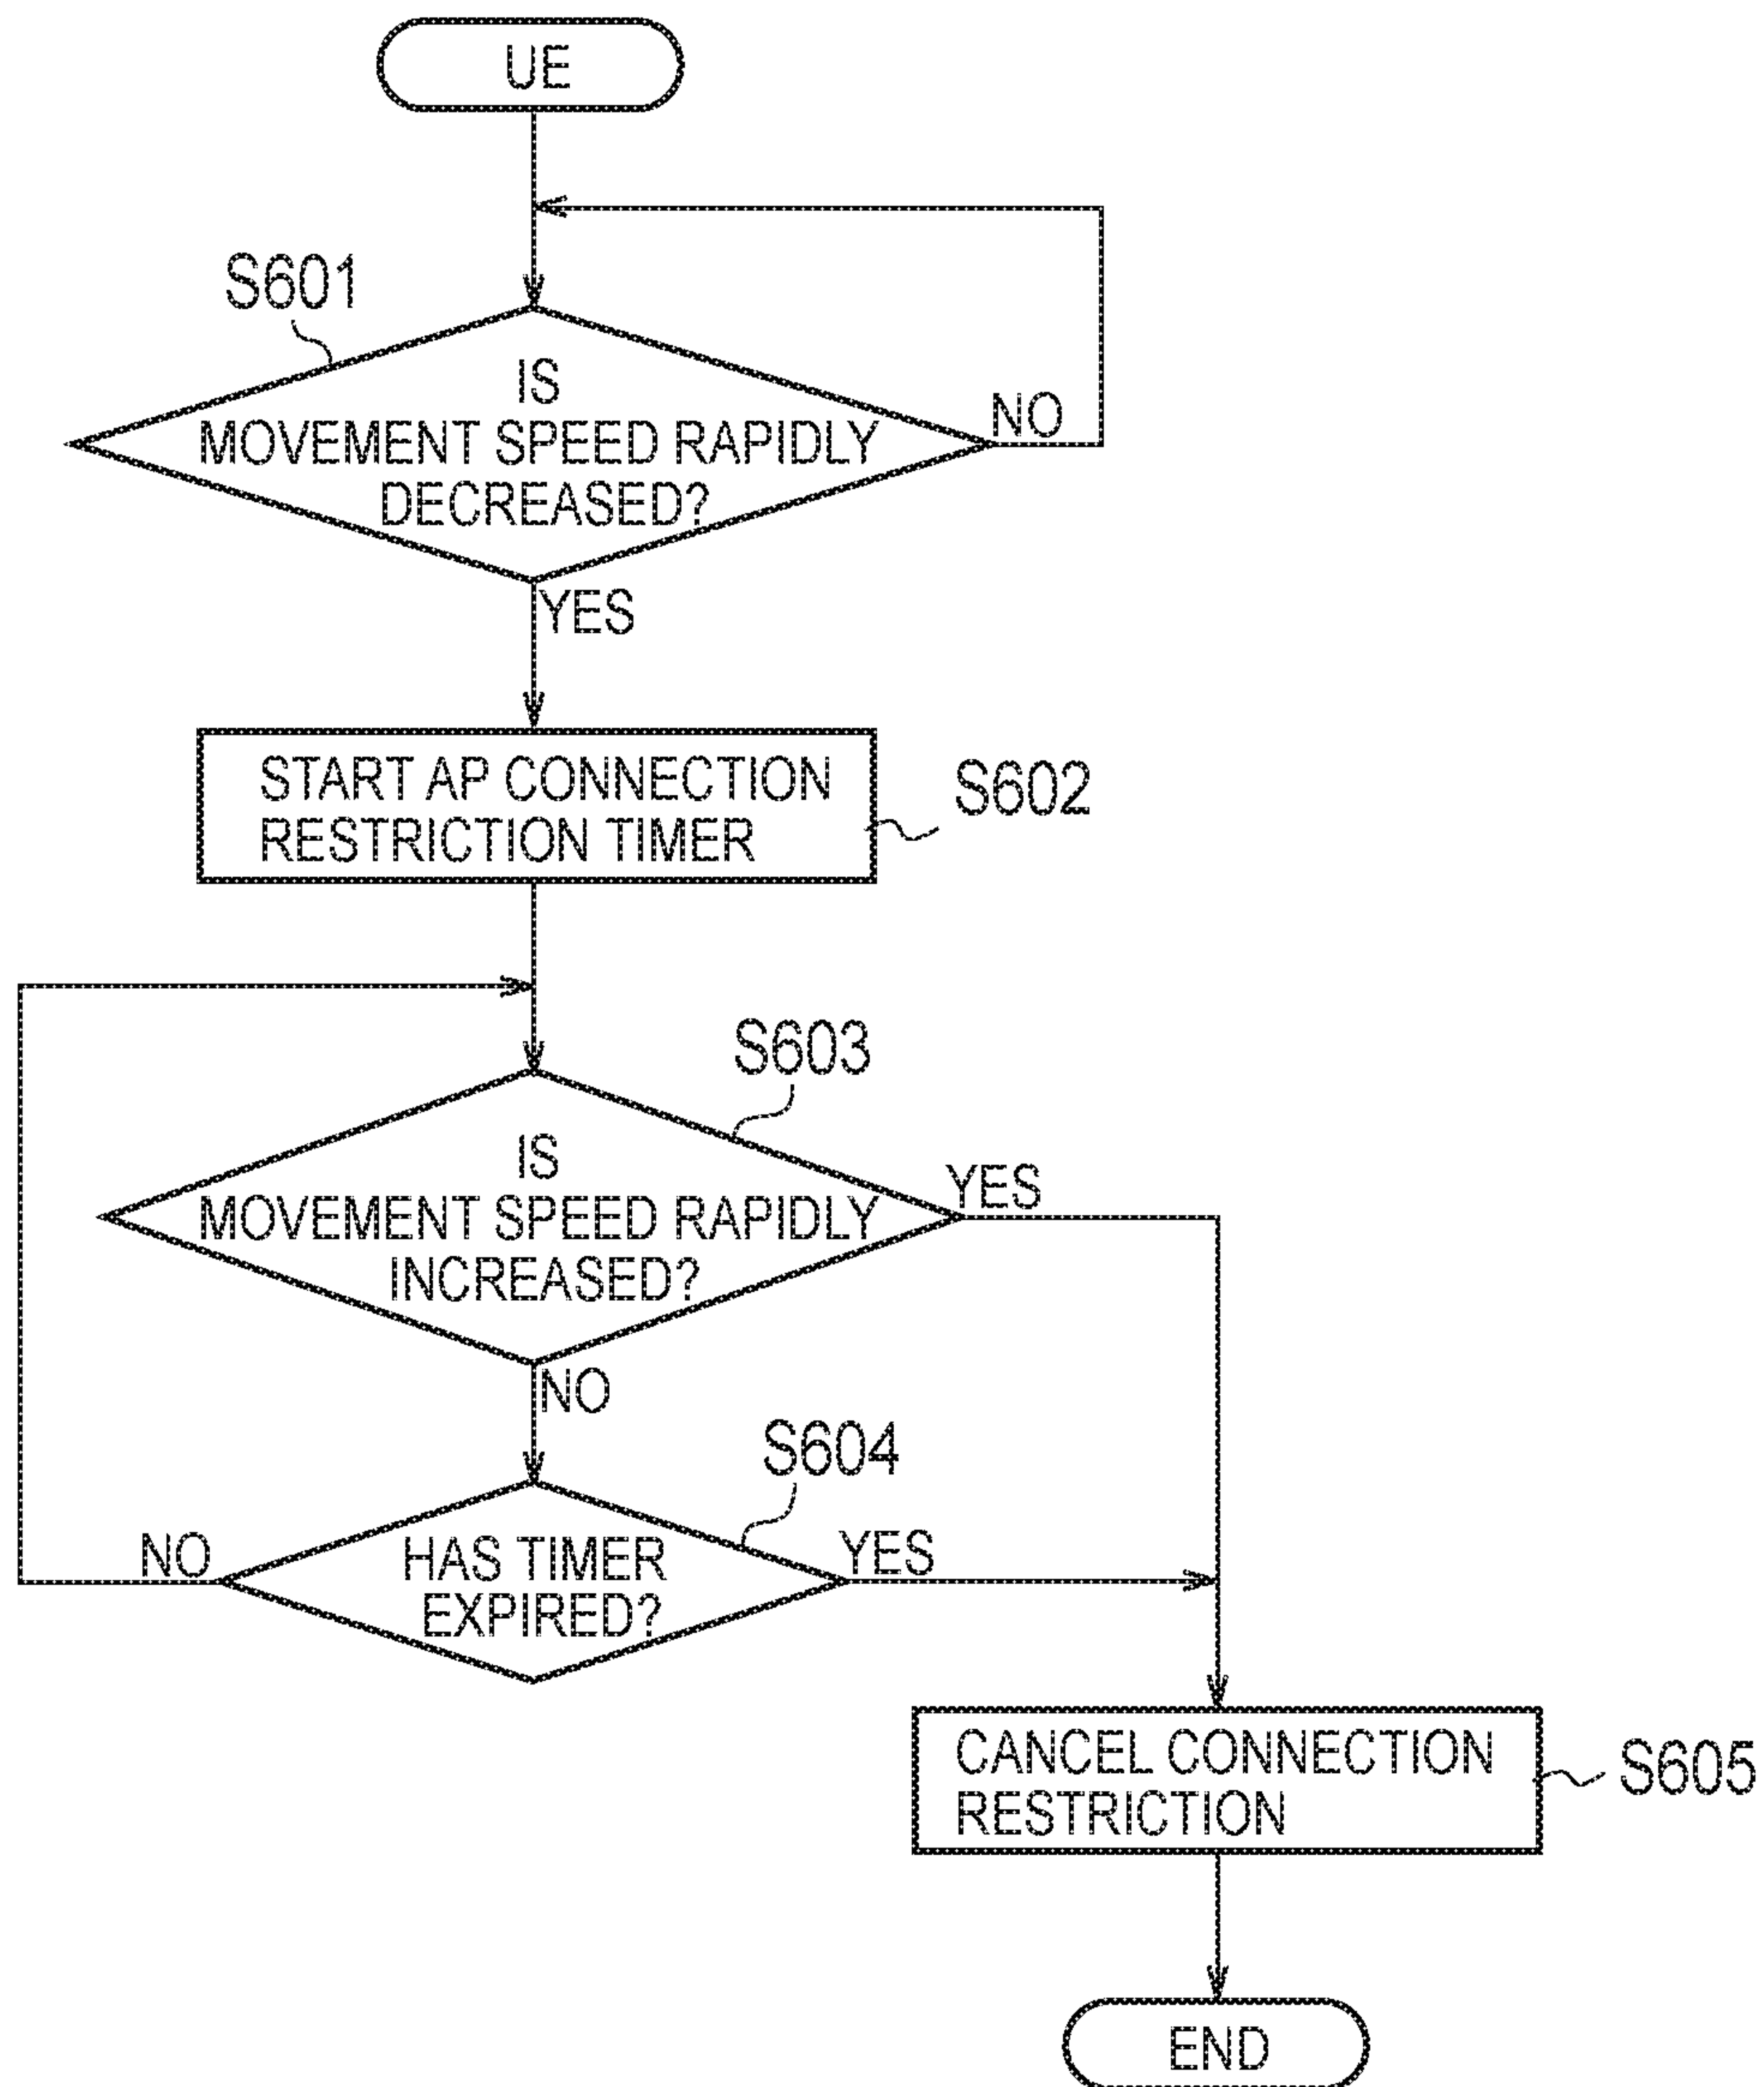 UE
S601
IS
MOVEMENT SPEED RAPIDLY
DECREASED?
NO
YES
START AP CONNECTION
RESTRICTION TIMER
S602
S603
IS
MOVEMENT SPEED RAPIDLY
INCREASED?
YES
NO
S604
NO
HAS TIMER
EXPIRED?
YES
CANCEL CONNECTION
RESTRICTION
S605
END